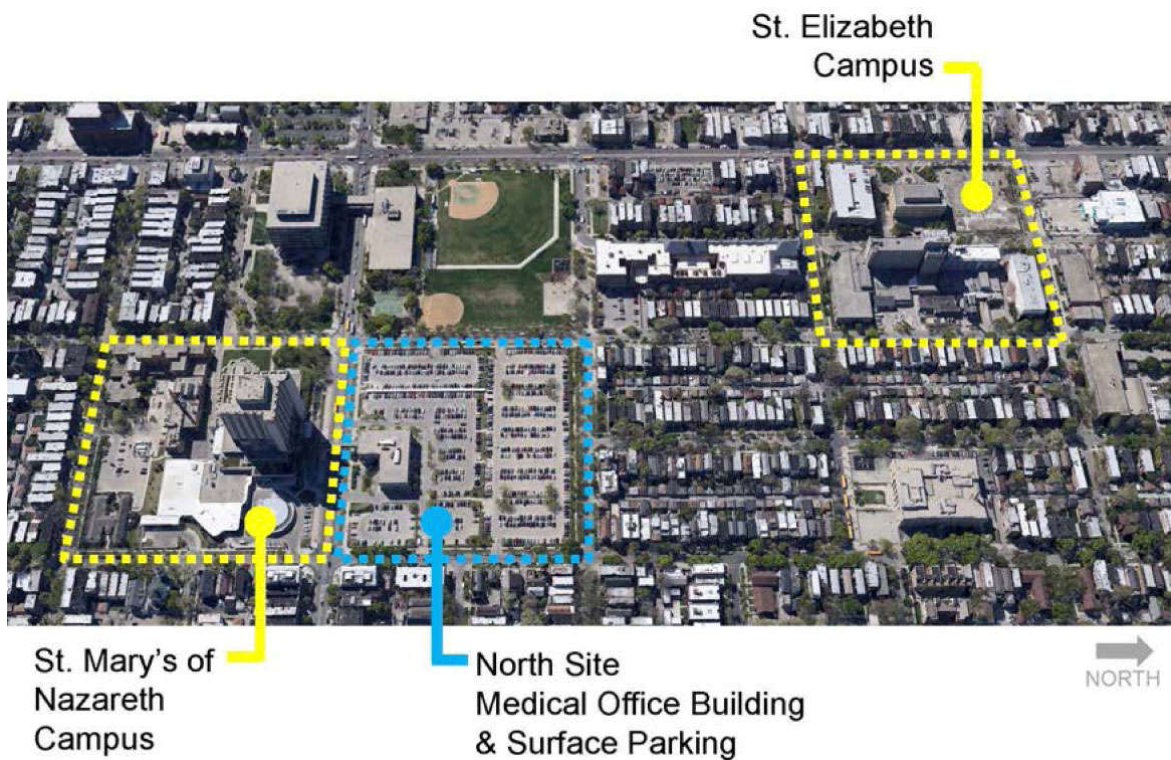 St. Elizabeth
Campus
St. Mary's of
Nazareth
Campus
North Site
Medical Office Building
& Surface Parking
NORTH